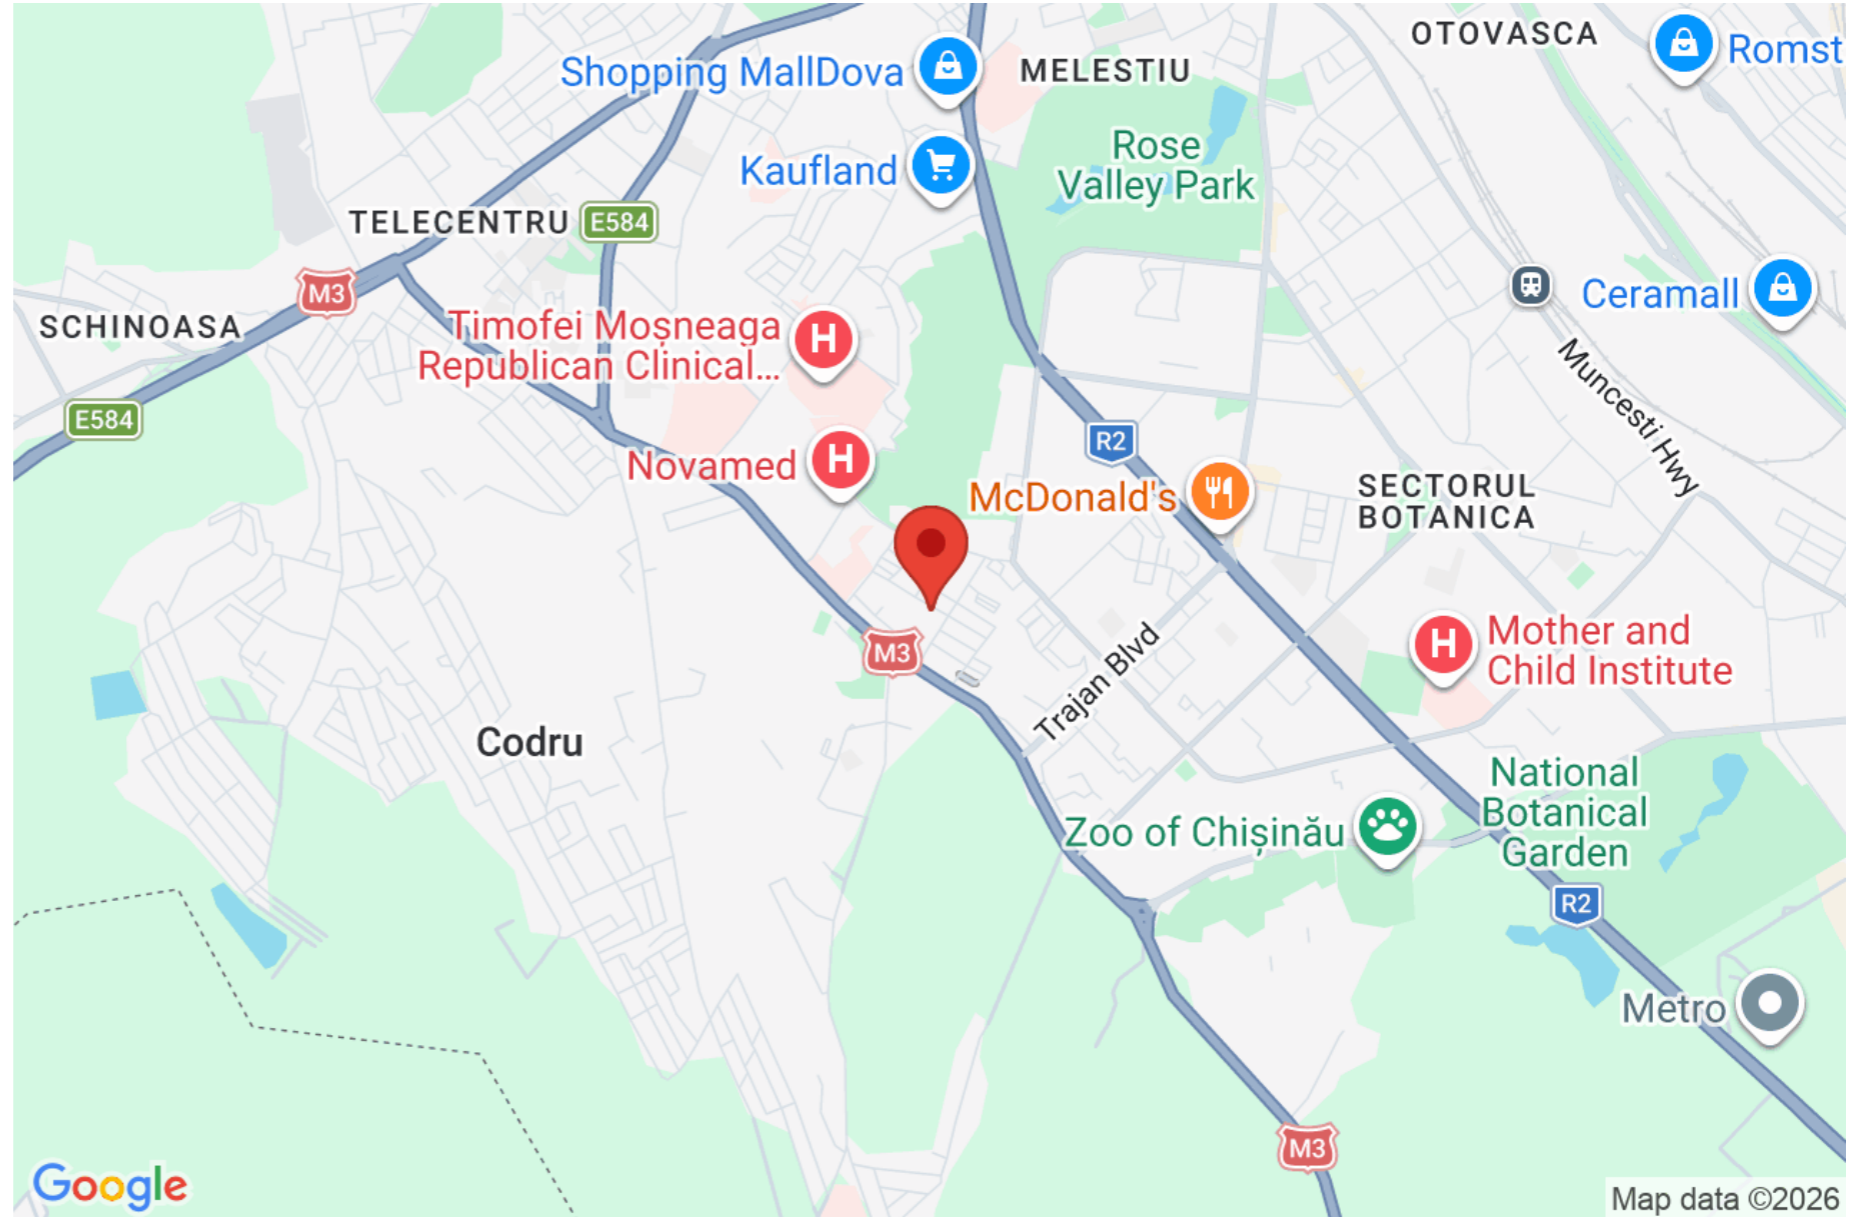 OTOVASCA
Romst
Shopping MallDova
MELESTIU
Rose
Valley Park
Kaufland
TELECENTRU
E584
M3
Ceramall
SCHINOASA
Timofei Moșneaga
Republican Clinical...
Muncesti Hwy
E584
R2
Novamed
McDonald's
SECTORUL
BOTANICA
M3
Trajan Blvd
Mother and
Child Institute
Codru
National
Botanical
Garden
Zoo of Chișinău
R2
Metro
M3
Google
Map data ©2026